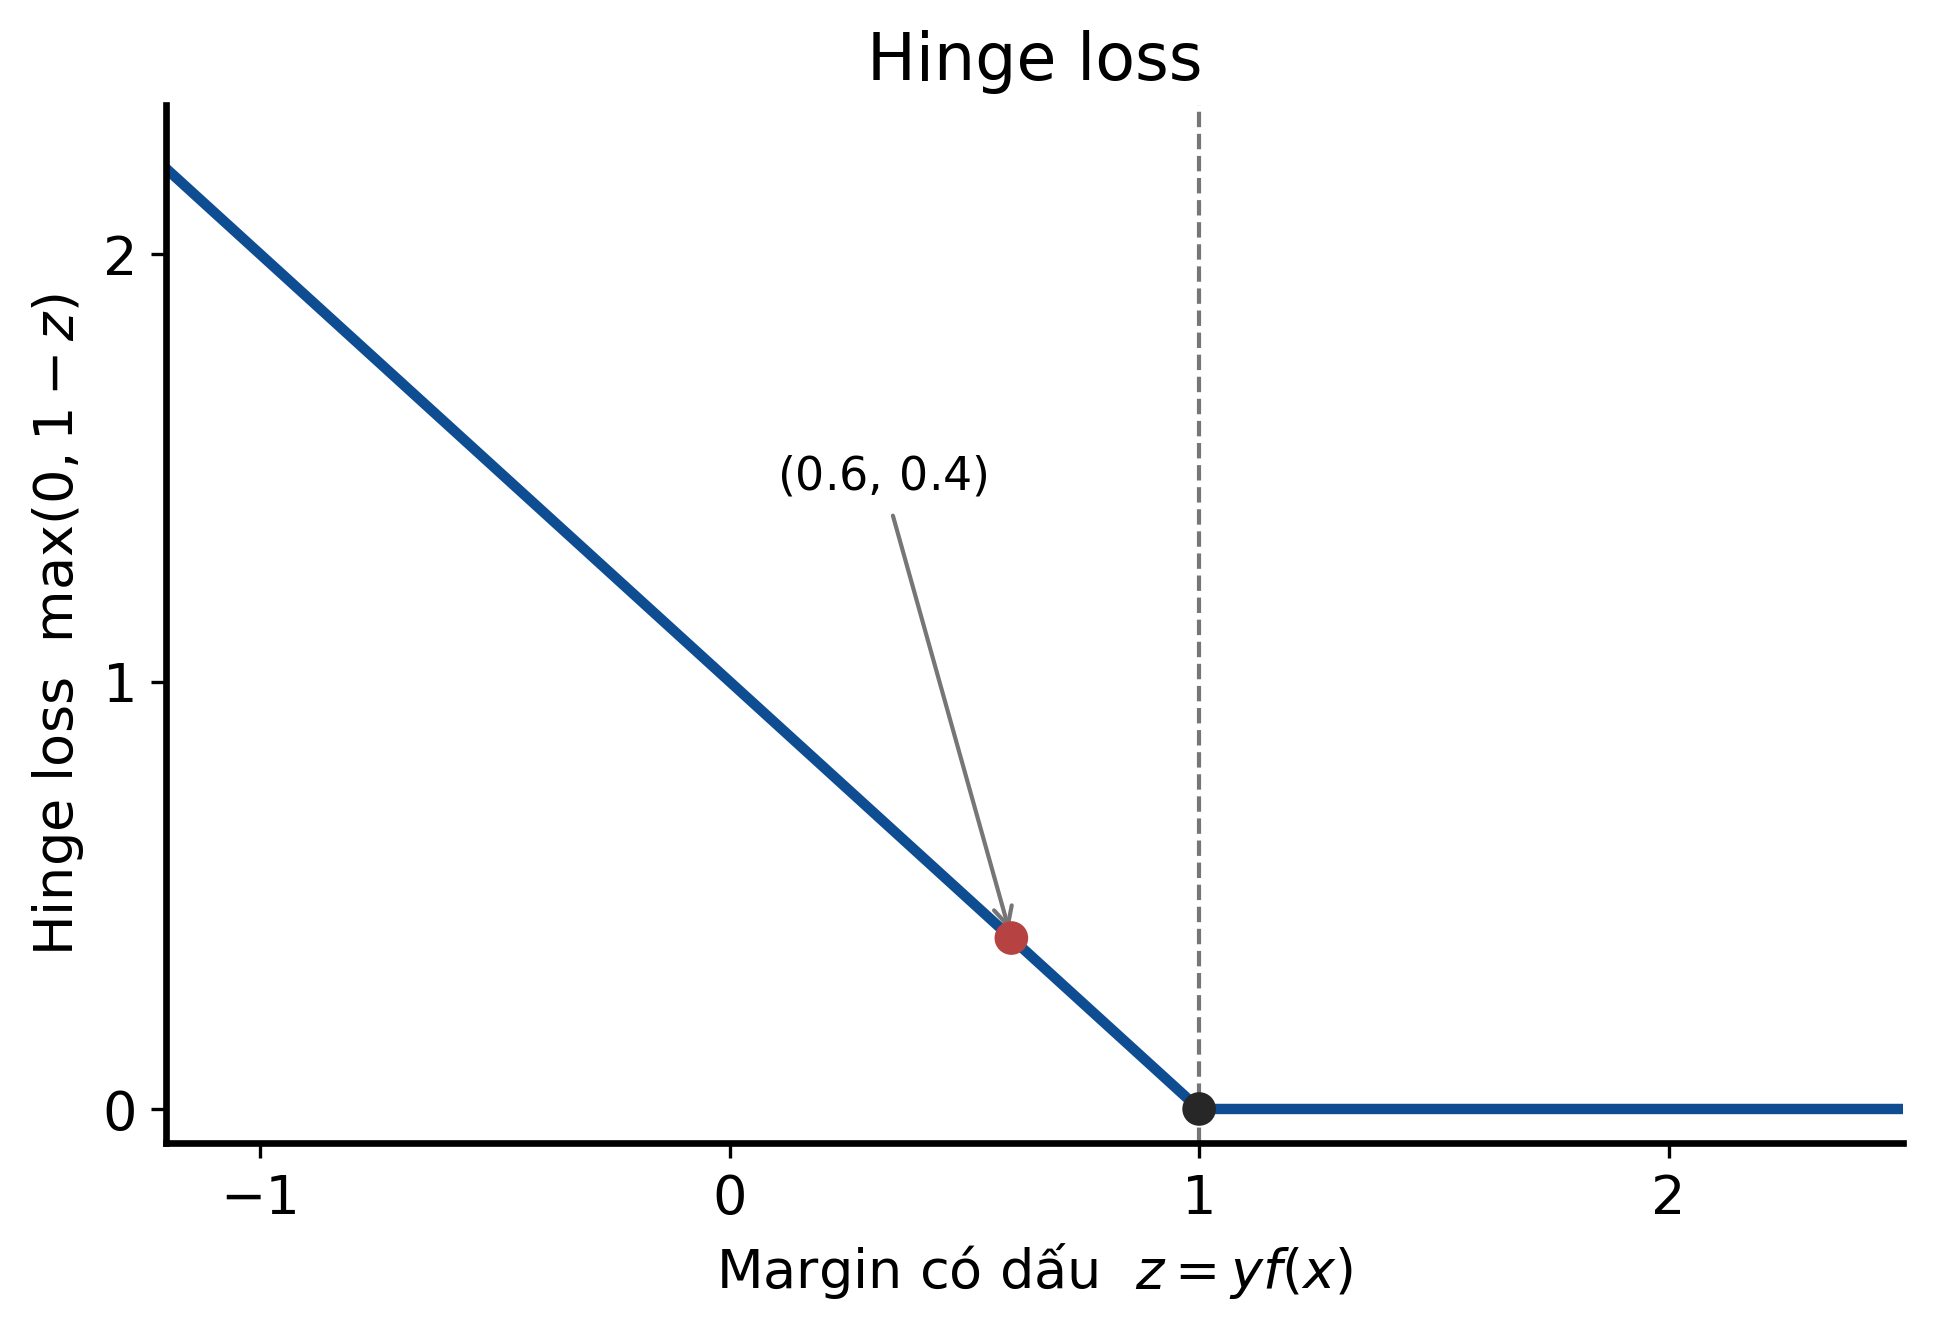 Hinge loss
Hinge loss max(0, 1 − z)
2
1
0
(0.6, 0.4)
−1 0 1 2
Margin có dấu z = yf(x)